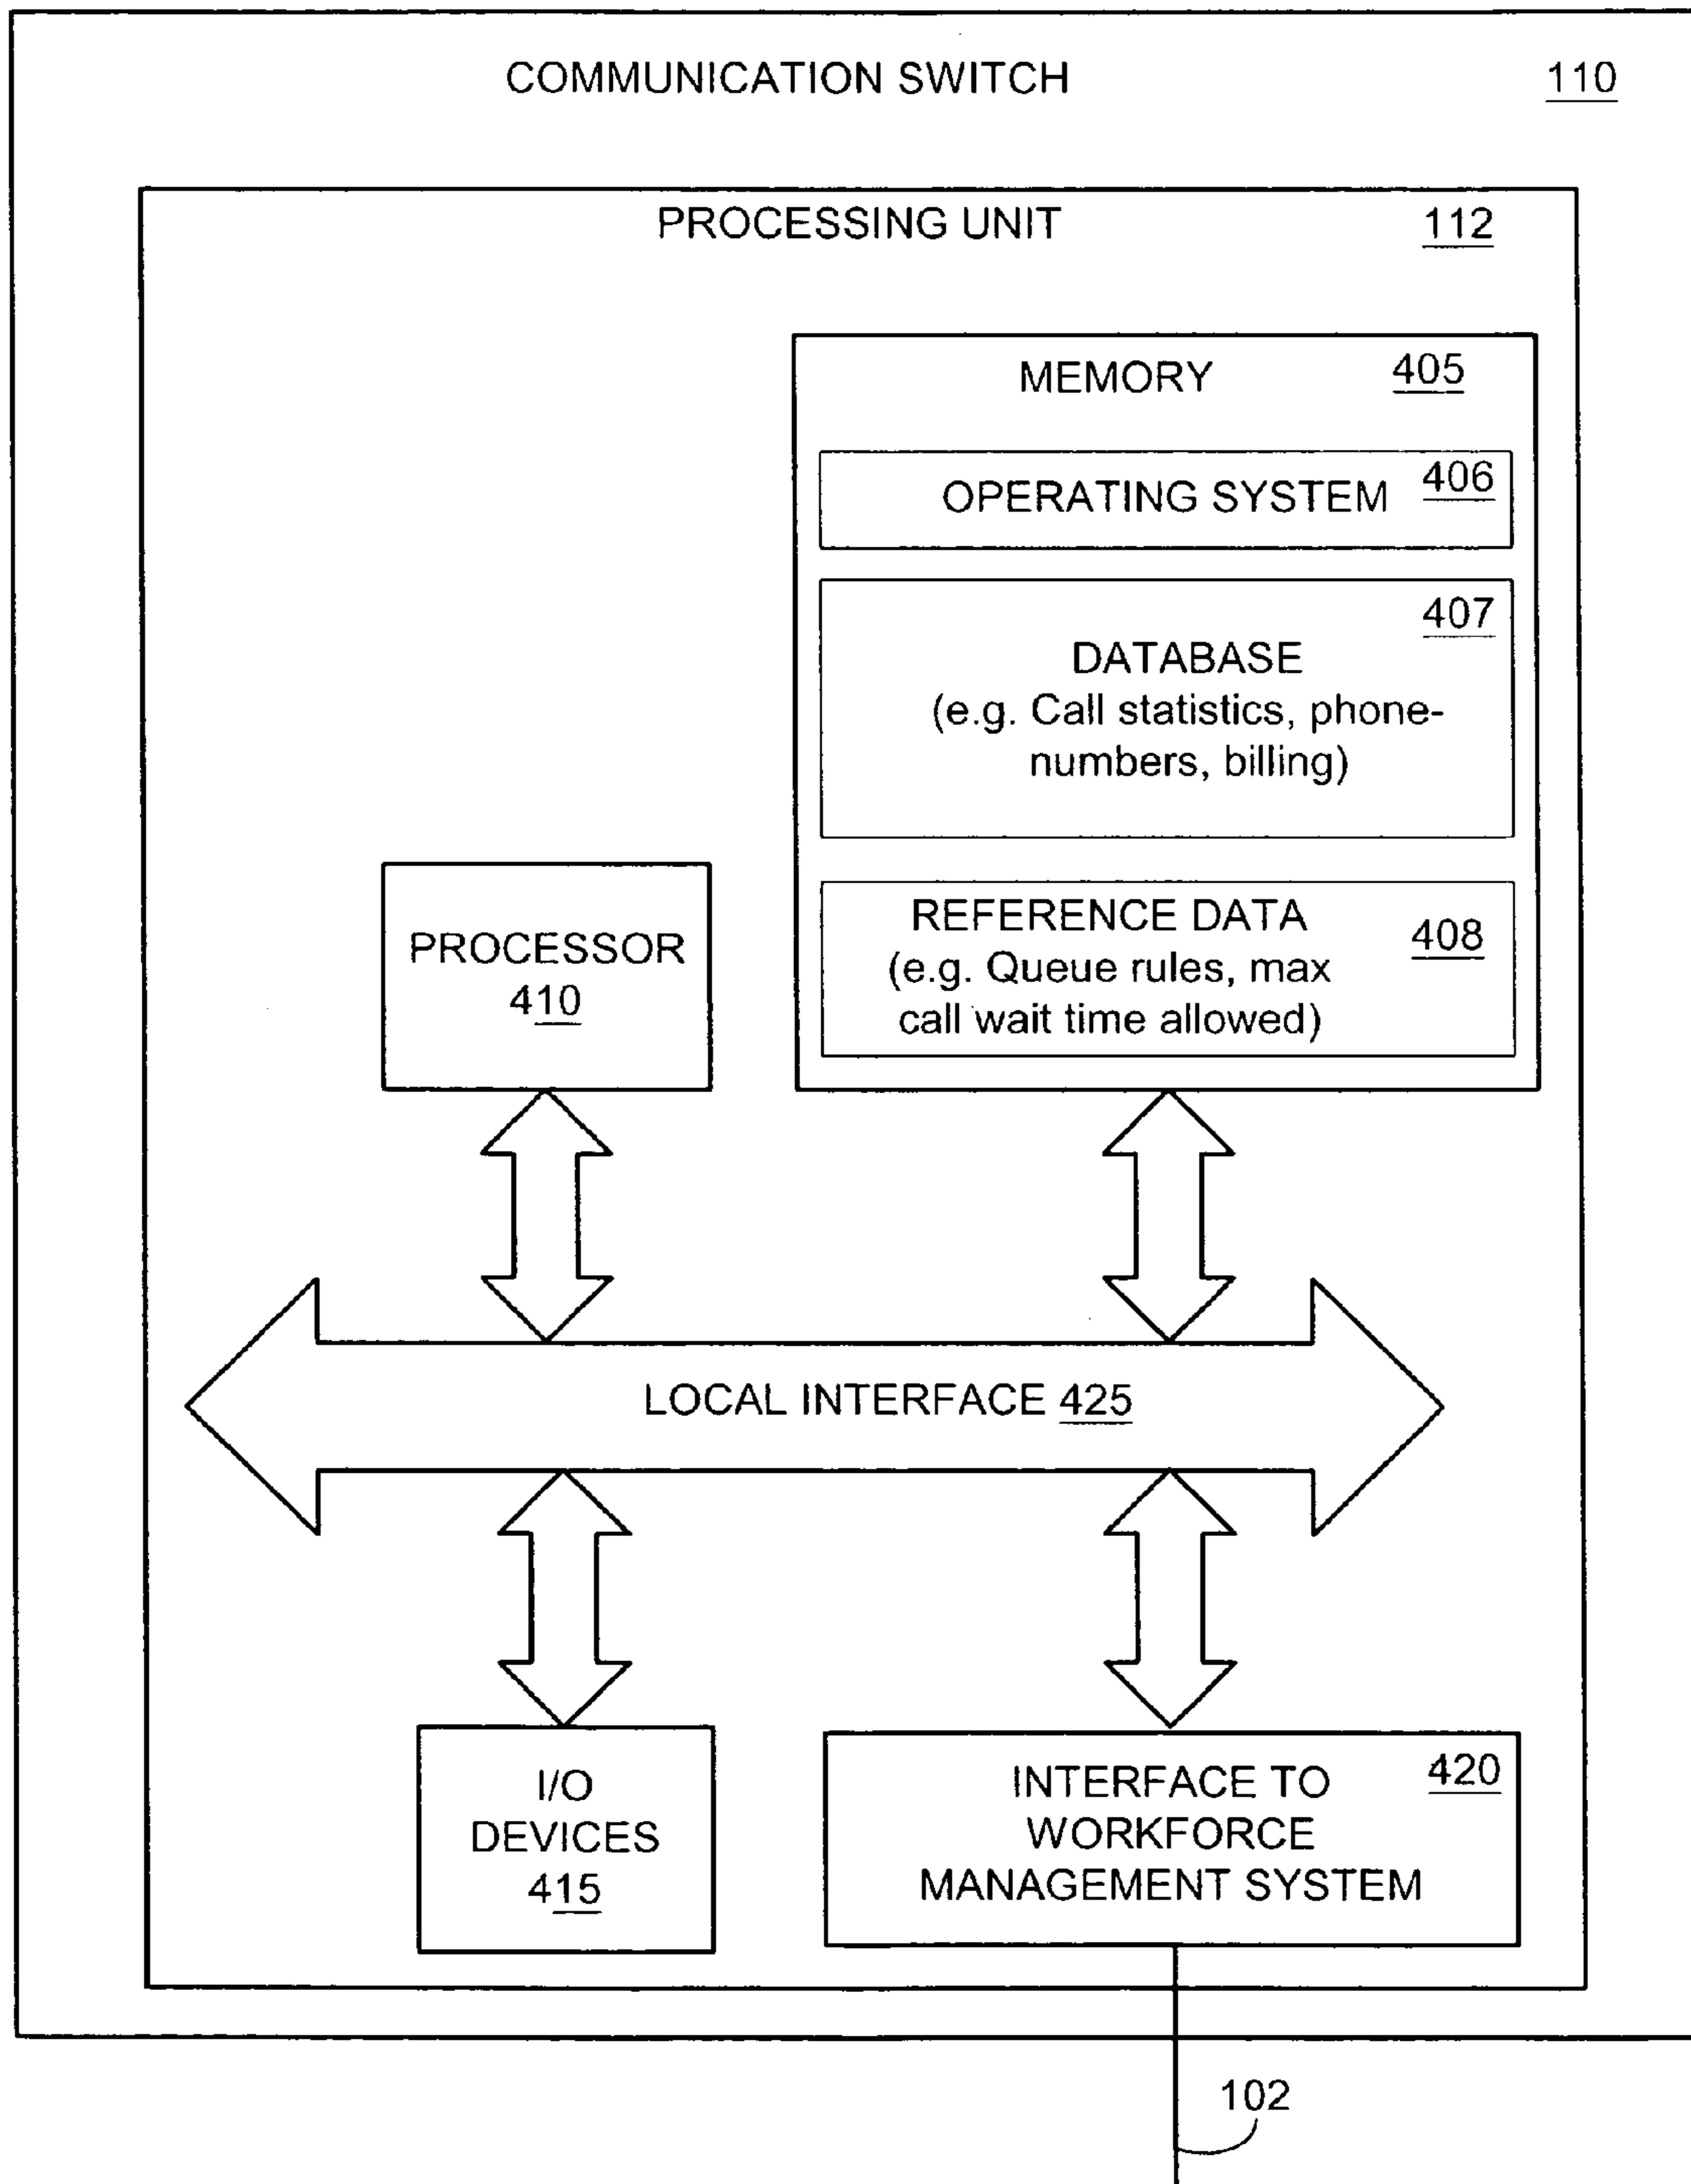 COMMUNICATION SWITCH 110
PROCESSING UNIT 112
MEMORY 405
OPERATING SYSTEM 406
407
DATABASE
(e.g. Call statistics, phone-
numbers, billing)
REFERENCE DATA 408
(e.g. Queue rules, max
call wait time allowed)
PROCESSOR
410
LOCAL INTERFACE 425
I/O
DEVICES
415
INTERFACE TO 420
WORKFORCE
MANAGEMENT SYSTEM
102